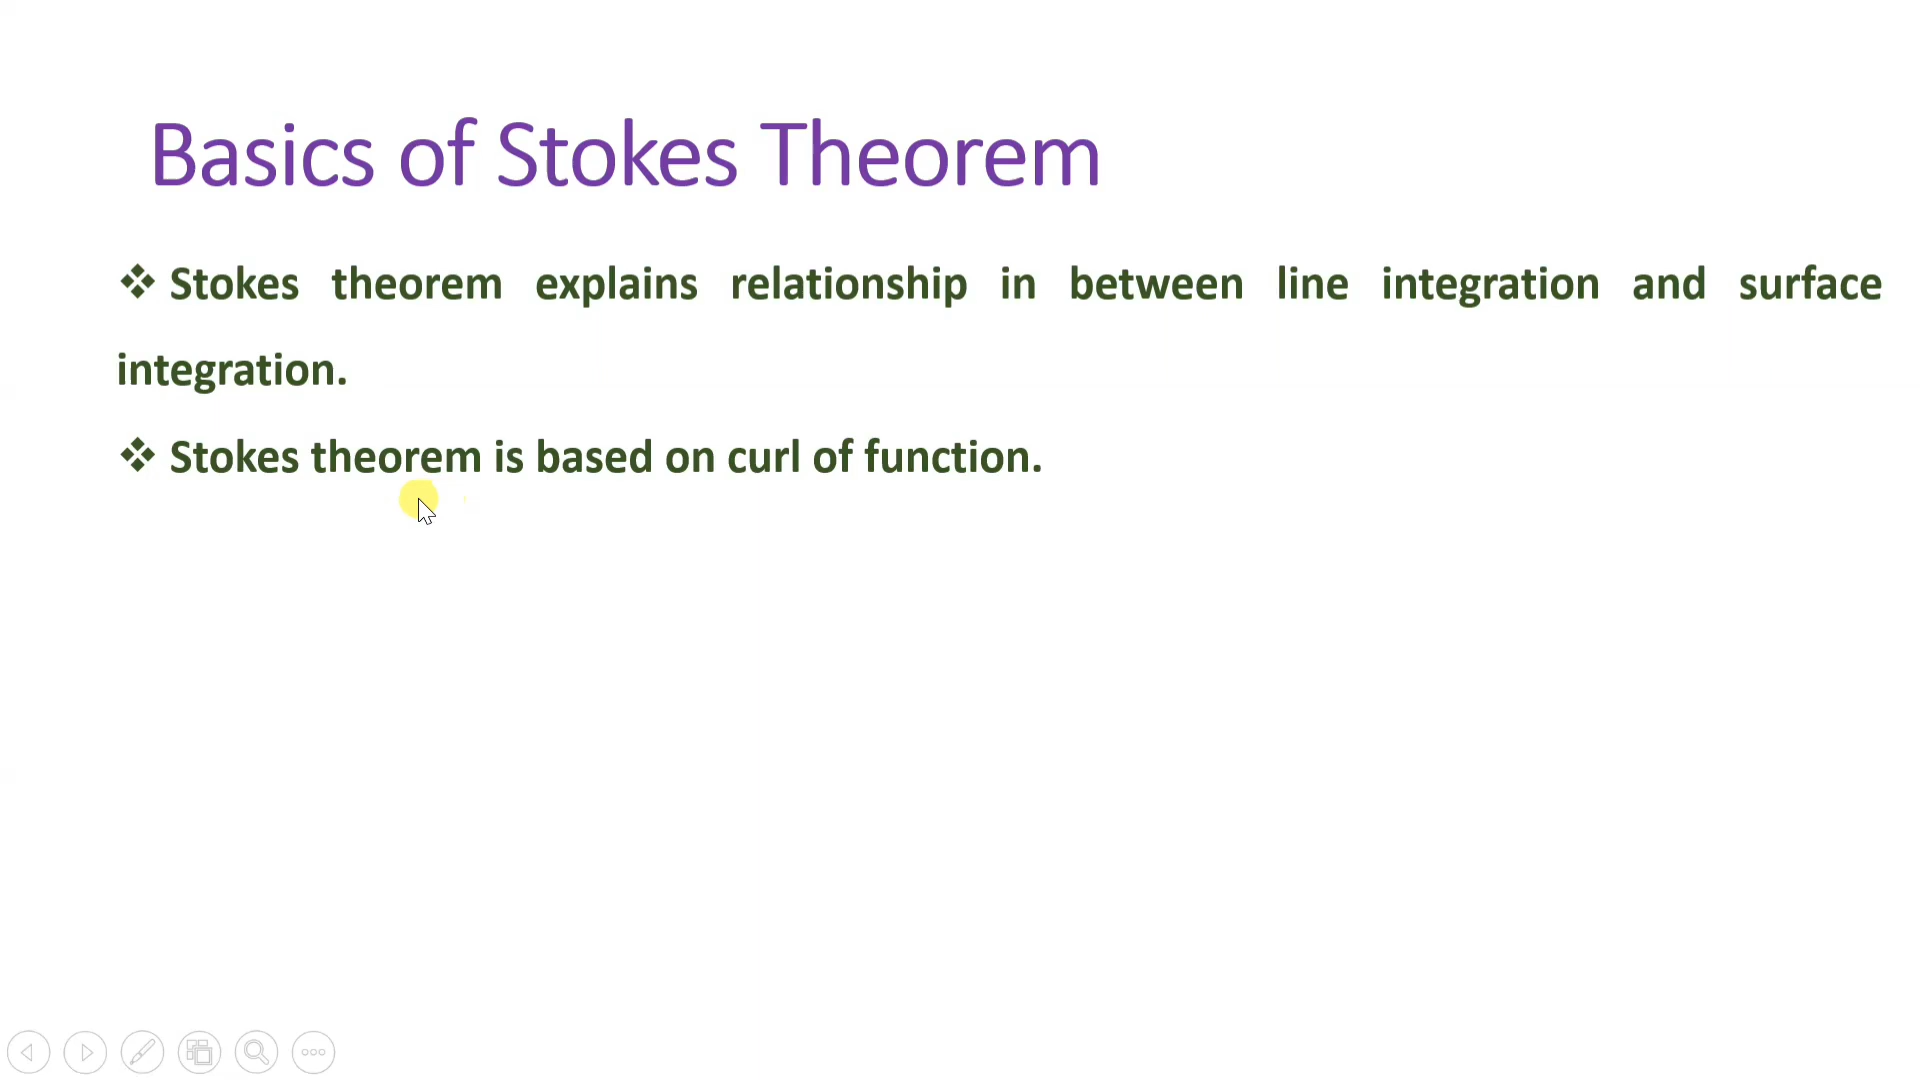 Basics of Stokes Theorem
❖ Stokes theorem explains relationship in between line integration and surface
integration.
❖ Stokes theorem is based on curl of function.